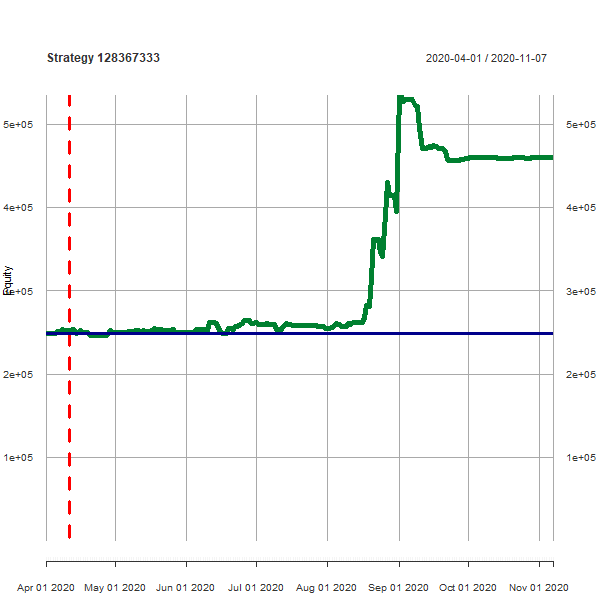 Strategy 128367333
2020-04-01 / 2020-11-07
5e+05
5e+05
4e+05
4e+05
Equity
3e+05
3e+05
2e+05
2e+05
1e+05
1e+05
Apr 01 2020
May 01 2020
Jun 01 2020
Jul 01 2020
Aug 01 2020
Sep 01 2020
Oct 01 2020
Nov 01 2020